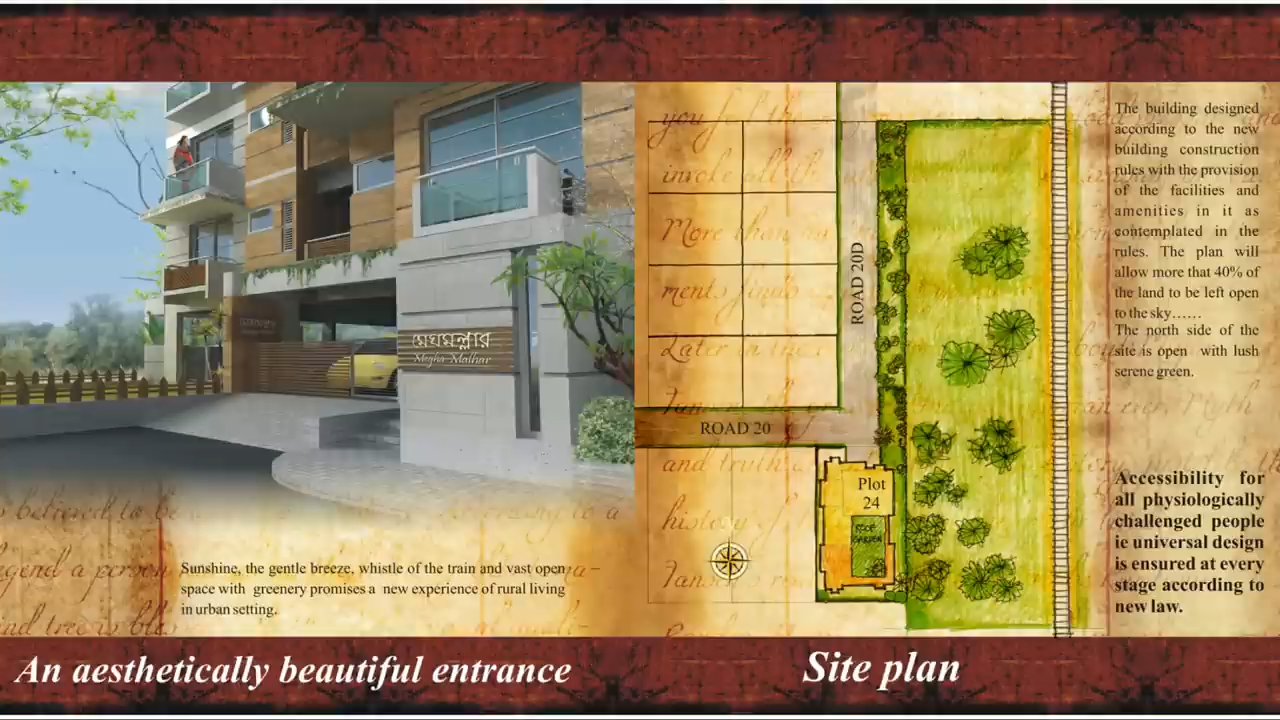 মেঘমল্লার
Megha-Malhar
Sunshine, the gentle breeze, whistle of the train and vast open
space with greenery promises a new experience of rural living
in urban setting.
An aesthetically beautiful entrance
ROAD 20D
ROAD 20
Plot
24
ROOF
GARDEN
The building designed
according to the new
building construction
rules with the provision
of the facilities and
amenities in it as
contemplated in the
rules. The plan will
allow more that 40% of
the land to be left open
to the sky......
The north side of the
site is open with lush
serene green.
Accessibility for
all physiologically
challenged people
ie universal design
is ensured at every
stage according to
new law.
Site plan